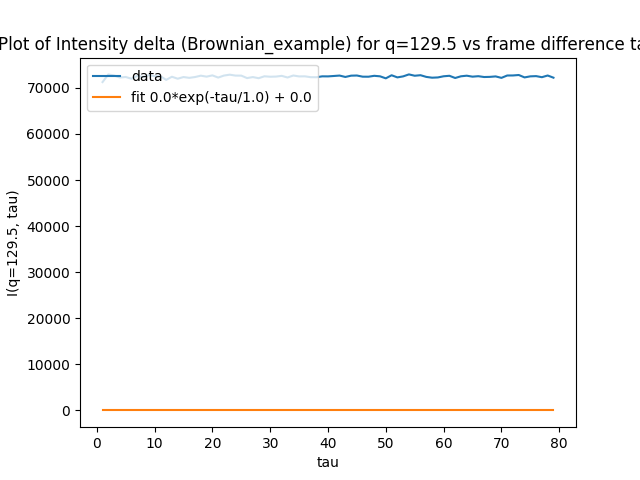 Plot of Intensity delta (Brownian_example) for q=129.5 vs frame difference ta
data
fit 0.0*exp(-tau/1.0) + 0.0
70000
60000
50000
40000
30000
20000
10000
0
I(q=129.5, tau)
0 10 20 30 40 50 60 70 80
tau